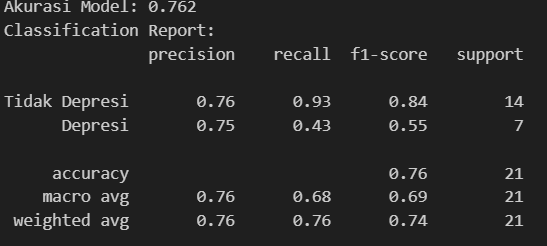 Akurasi Model: 0.762
Classification Report:
precision recall f1-score support
Tidak Depresi 0.76 0.93 0.84 14
Depresi 0.75 0.43 0.55 7
accuracy 0.76 21
macro avg 0.76 0.68 0.69 21
weighted avg 0.76 0.76 0.74 21